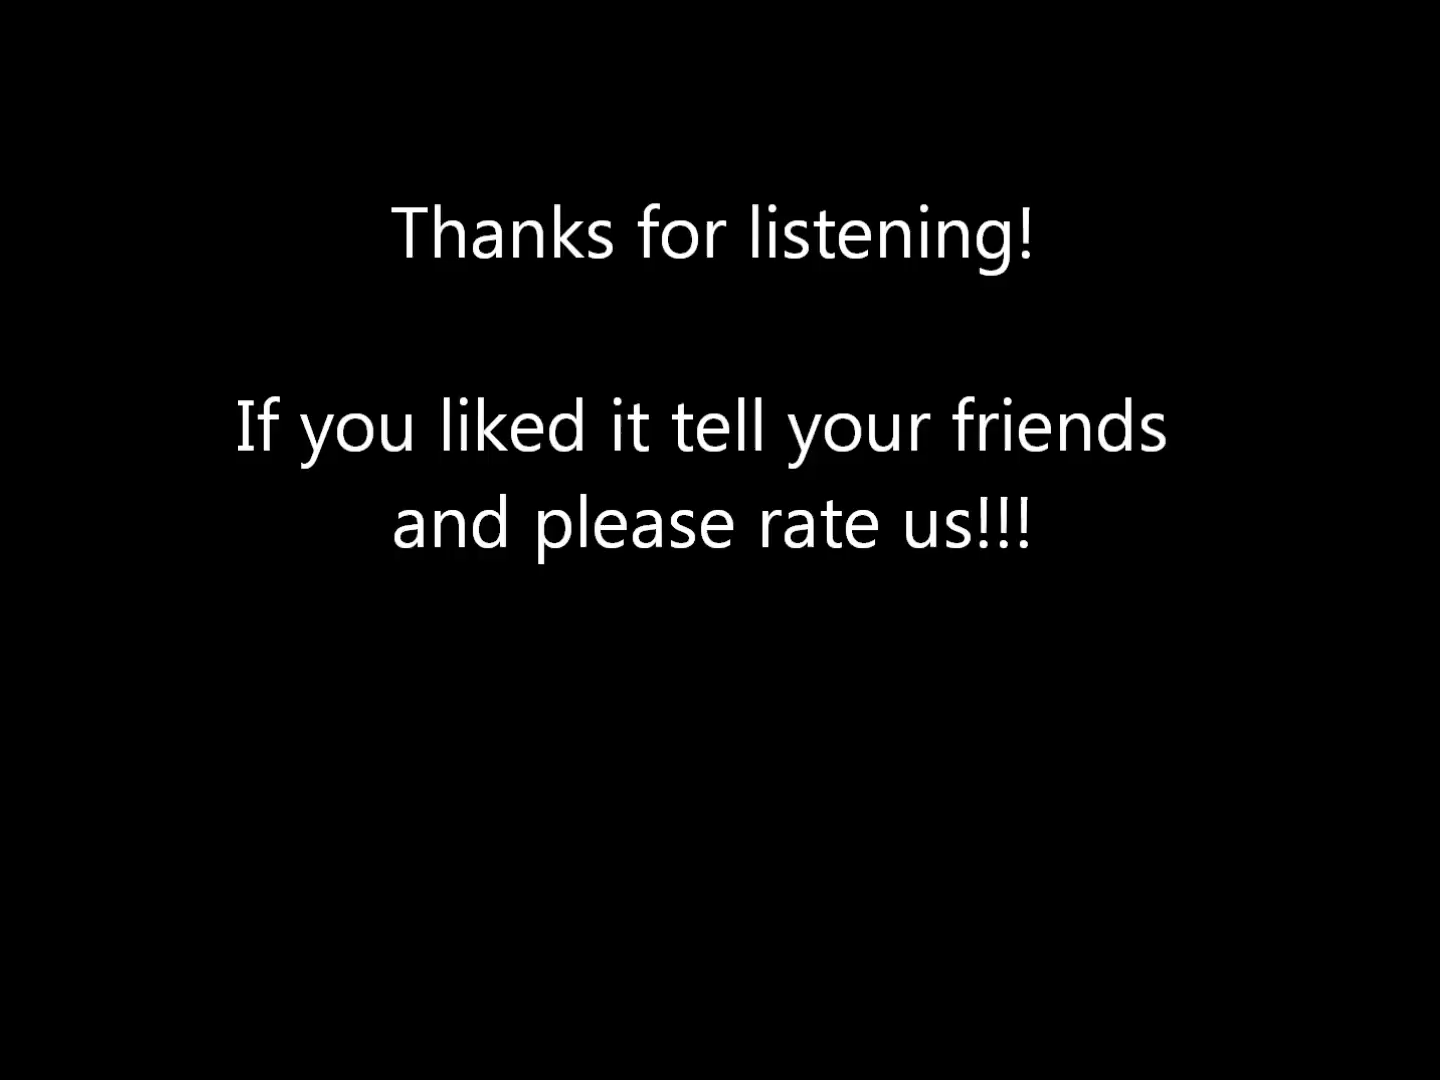 Thanks for listening!
If you liked it tell your friends
and please rate us!!!